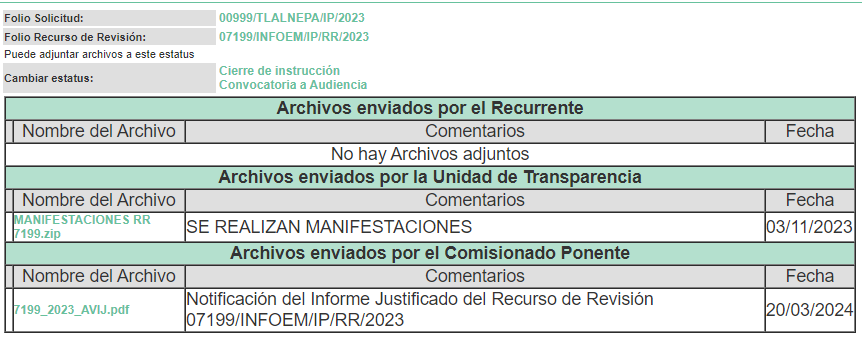 Folio Solicitud: 00999/TLALNEPA/IP/2023
Folio Recurso de Revisión: 07199/INFOEM/IP/RR/2023
Puede adjuntar archivos a este estatus
Cambiar estatus: Cierre de instrucción
Convocatoria a Audiencia
Archivos enviados por el Recurrente
Nombre del Archivo Comentarios Fecha
No hay Archivos adjuntos
Archivos enviados por la Unidad de Transparencia
Nombre del Archivo Comentarios Fecha
MANIFESTACIONES RR
7199.zip SE REALIZAN MANIFESTACIONES 03/11/2023
Archivos enviados por el Comisionado Ponente
Nombre del Archivo Comentarios Fecha
7199_2023_AVIJ.pdf Notificación del Informe Justificado del Recurso de Revisión
07199/INFOEM/IP/RR/2023 20/03/2024